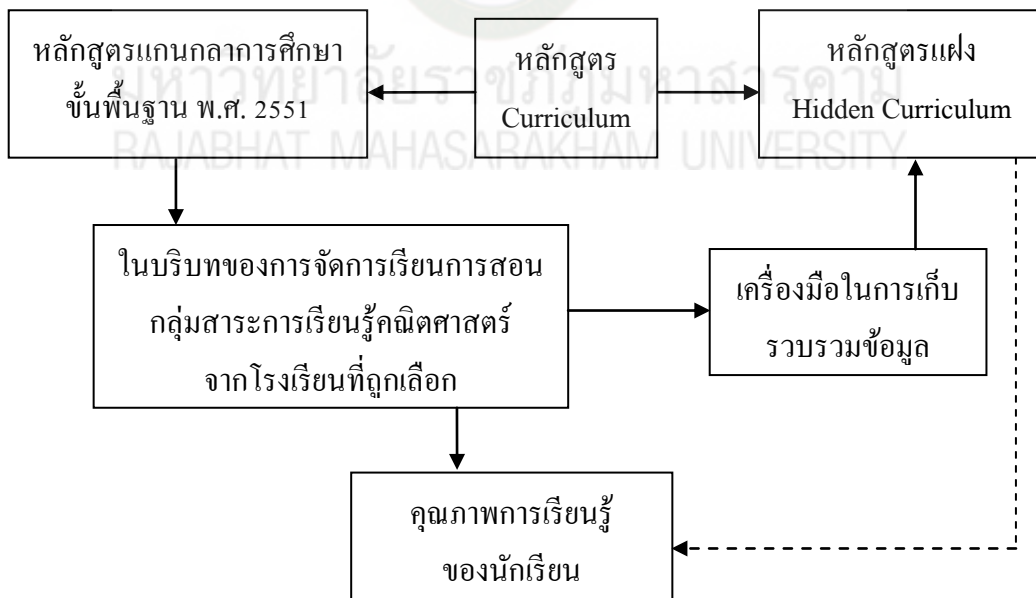 หลักสูตรแกนกลาการศึกษา
ขั้นพื้นฐาน พ.ศ. 2551
หลักสูตร
Curriculum
หลักสูตรแฝง
Hidden Curriculum
มหาวิทยาลัยราชภัฏมหาสารคาม
RAJABHAT MAHASARAKHAM UNIVERSITY
ในบริบทของการจัดการเรียนการสอน
กลุ่มสาระการเรียนรู้คณิตศาสตร์
จากโรงเรียนที่ถูกเลือก
เครื่องมือในการเก็บ
รวบรวมข้อมูล
คุณภาพการเรียนรู้
ของนักเรียน